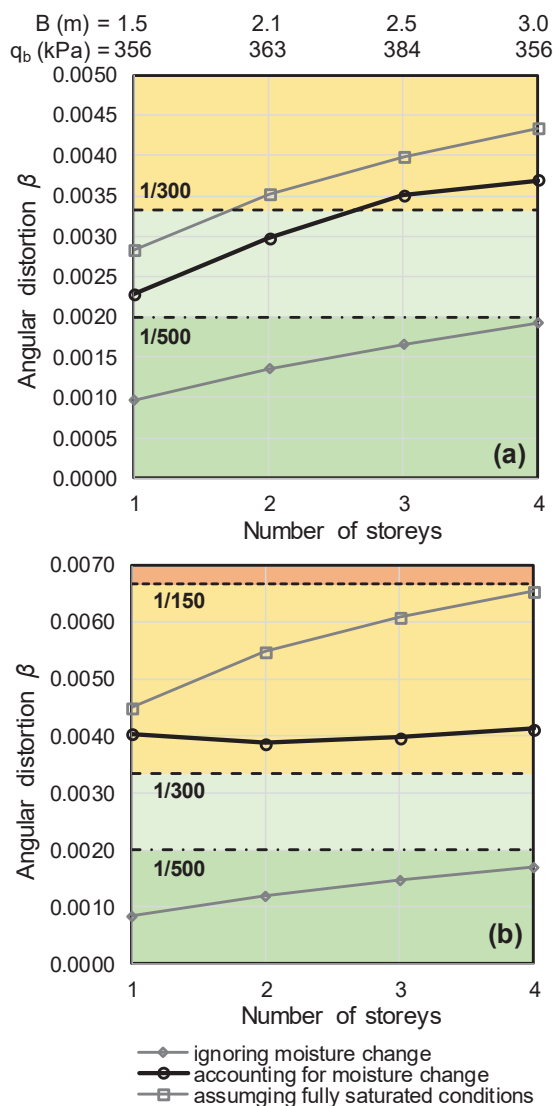 B (m) = 1.5 2.1 2.5 3.0
qb (kPa) = 356 363 384 356
0.0050
0.0045
0.0040
0.0035
0.0030
0.0025
0.0020
0.0015
0.0010
0.0005
0.0000
Angular distortion β
1/300
1/500
(a)
1 2 3 4
Number of storeys
0.0070
0.0060
0.0050
0.0040
0.0030
0.0020
0.0010
0.0000
Angular distortion β
1/150
1/300
1/500
(b)
1 2 3 4
Number of storeys
ignoring moisture change
accounting for moisture change
assumging fully saturated conditions